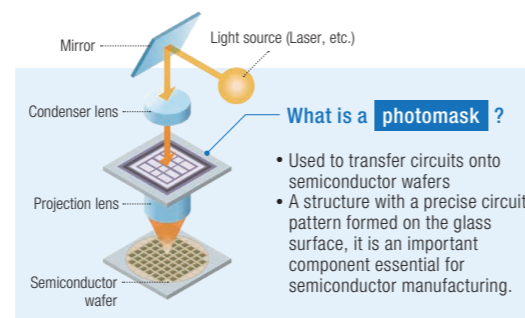 Mirror
Light source (Laser, etc.)
Condenser lens
What is a photomask ?
• Used to transfer circuits onto
semiconductor wafers
• A structure with a precise circuit
pattern formed on the glass
surface, it is an important
component essential for
semiconductor manufacturing.
Projection lens
Semiconductor
wafer